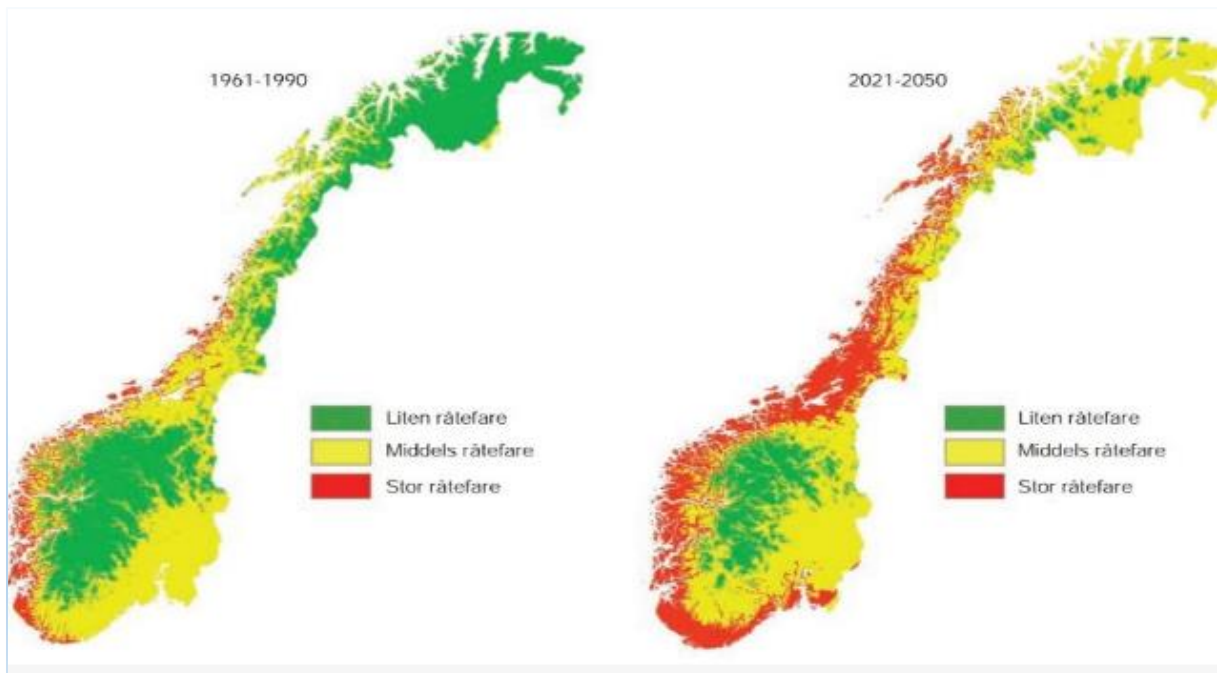 1961-1990
Liten råtefare
Middels råtefare
Stor råtefare
2021-2050
Liten råtefare
Middels råtefare
Stor råtefare